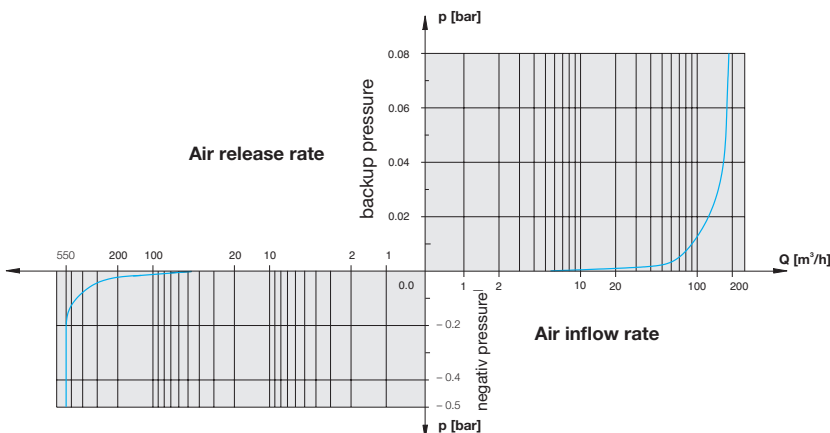 p [bar]
0.08
0.06
backup pressure
Air release rate
0.04
0.02
550 200 100 20 10 2 1
Q [m³/h]
0.0
1 2 10 20 100 200
– 0.2
negativ pressure
Air inflow rate
– 0.4
– 0.5
p [bar]